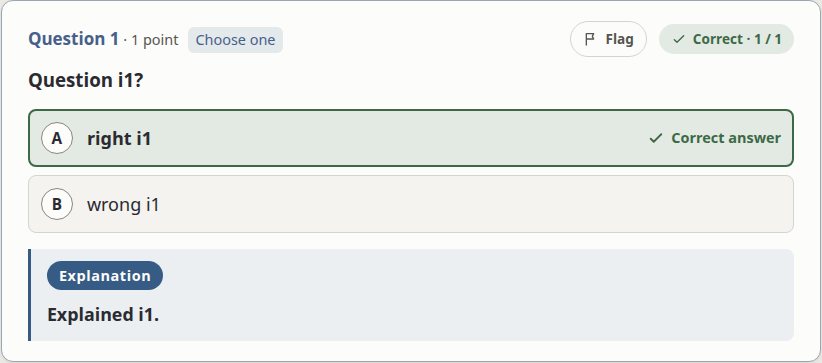 Question 1 · 1 point Choose one Flag Correct · 1 / 1
Question i1?
A right i1 Correct answer
B wrong i1
Explanation
Explained i1.